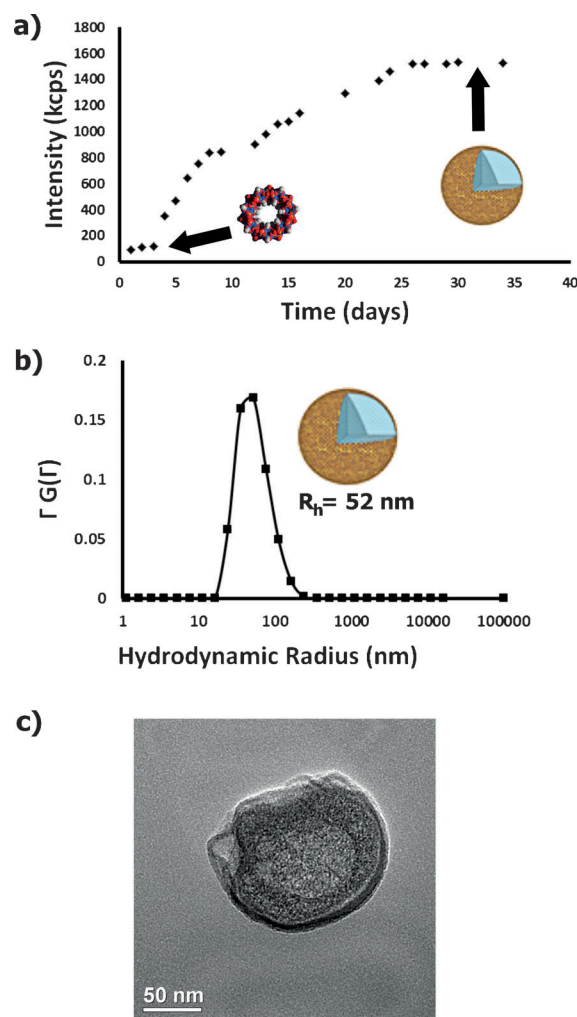 a)
1800
1600
1400
1200
1000
800
600
400
200
0
Intensity (kcps)
0 5 10 15 20 25 30 35 40
Time (days)
b)
0.2
0.15
0.1
0.05
0
Γ G(Γ)
Rh= 52 nm
1 10 100 1000 10000 100000
Hydrodynamic Radius (nm)
c)
50 nm